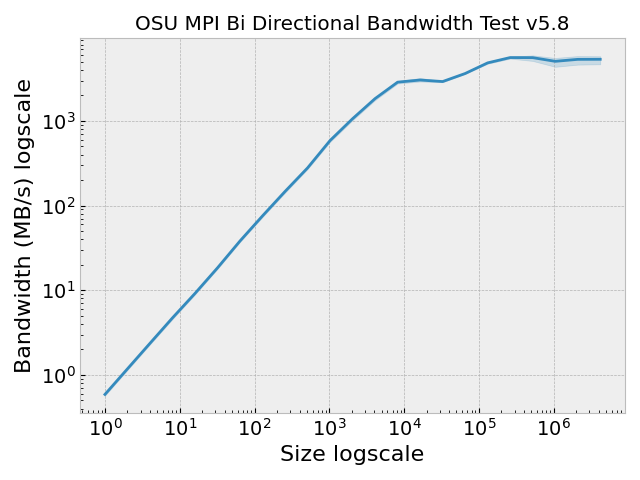 OSU MPI Bi Directional Bandwidth Test v5.8
Bandwidth (MB/s) logscale
10³
10²
10¹
10⁰
10⁰ 10¹ 10² 10³ 10⁴ 10⁵ 10⁶
Size logscale